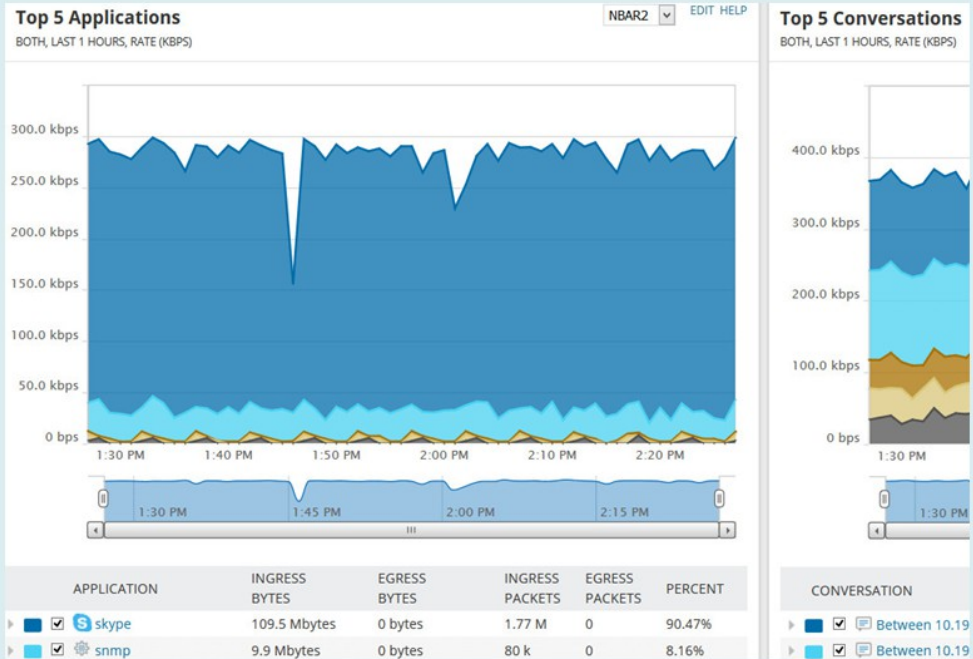 Top 5 Applications
NBAR2
EDIT HELP
BOTH, LAST 1 HOURS, RATE (KBPS)
300.0 kbps
250.0 kbps
200.0 kbps
150.0 kbps
100.0 kbps
50.0 kbps
0 bps
1:30 PM 1:40 PM 1:50 PM 2:00 PM 2:10 PM 2:20 PM
1:30 PM 1:45 PM 2:00 PM 2:15 PM
APPLICATION INGRESS BYTES EGRESS BYTES INGRESS PACKETS EGRESS PACKETS PERCENT
skype 109.5 Mbytes 0 bytes 1.77 M 0 90.47%
snmp 9.9 Mbytes 0 bytes 80 k 0 8.16%
Top 5 Conversations
BOTH, LAST 1 HOURS, RATE (KBPS)
400.0 kbps
300.0 kbps
200.0 kbps
100.0 kbps
0 bps
1:30 PM
1:30 PM
CONVERSATION
Between 10.19
Between 10.19